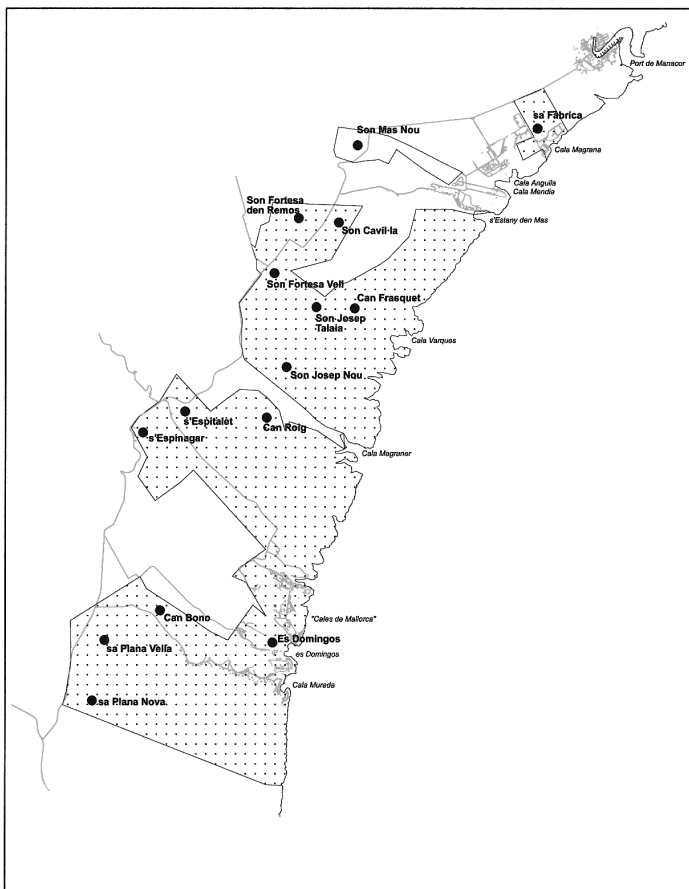 Port de Manacor
sa Fàbrica
Son Mas Nou
Cala Magrana
Cala Anguila
Cala Mendia
Son Fortesa
den Remos
s'Estany den Mas
Son Cavil·la
Son Fortesa Vell
Can Frasquet
Son Josep
Talaia
Cala Varques
Son Josep Nou
s'Espitalet
Can Roig
s'Espinagar
Cala Magraner
Can Bono
"Cales de Mallorca"
Es Domingos
sa Plana Vella
es Domingos
Cala Murada
sa Plana Nova